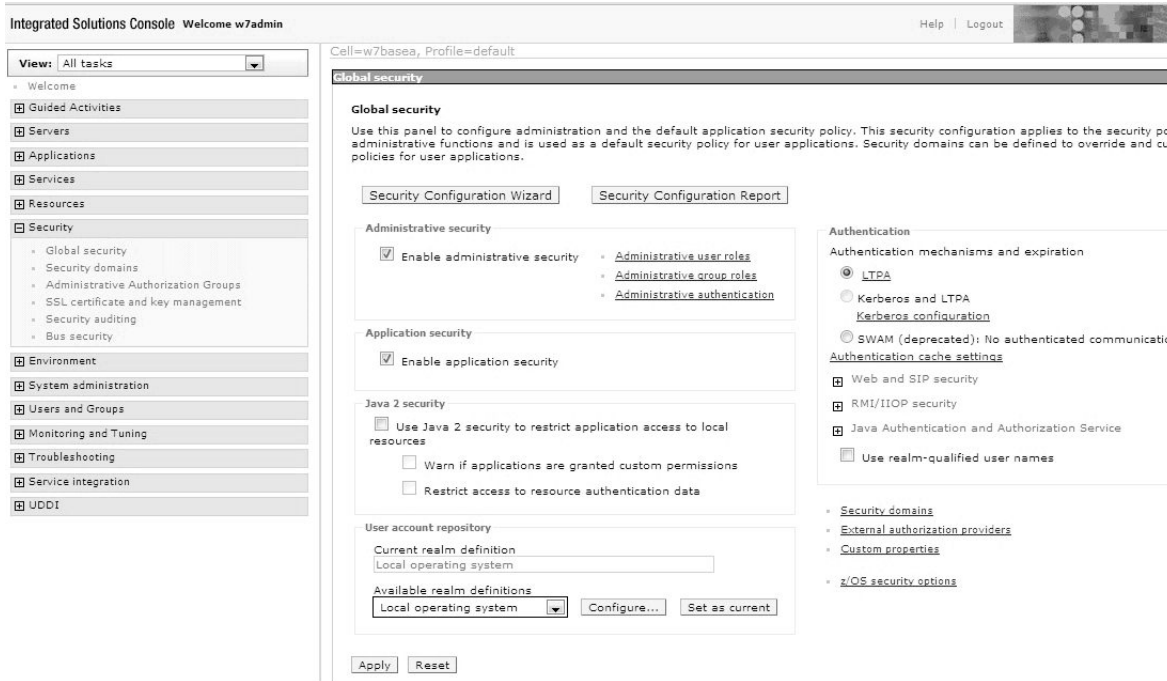 Integrated Solutions Console Welcome w7admin
Help | Logout
View: All tasks
Welcome
Guided Activities
Servers
Applications
Services
Resources
Security
Global security
Security domains
Administrative Authorization Groups
SSL certificate and key management
Security auditing
Bus security
Environment
System administration
Users and Groups
Monitoring and Tuning
Troubleshooting
Service integration
UDDI
Cell=w7basea, Profile=default
Global security
Global security
Use this panel to configure administration and the default application security policy. This security configuration applies to the security po
administrative functions and is used as a default security policy for user applications. Security domains can be defined to override and cu
policies for user applications.
Security Configuration Wizard
Security Configuration Report
Administrative security
Enable administrative security
Administrative user roles
Administrative group roles
Administrative authentication
Application security
Enable application security
Java 2 security
Use Java 2 security to restrict application access to local
resources
Warn if applications are granted custom permissions
Restrict access to resource authentication data
User account repository
Current realm definition
Local operating system
Available realm definitions
Local operating system
Configure...
Set as current
Apply
Reset
Authentication
Authentication mechanisms and expiration
LTPA
Kerberos and LTPA
Kerberos configuration
SWAM (deprecated): No authenticated communicatio
Authentication cache settings
Web and SIP security
RMI/IIOP security
Java Authentication and Authorization Service
Use realm-qualified user names
Security domains
External authorization providers
Custom properties
z/OS security options